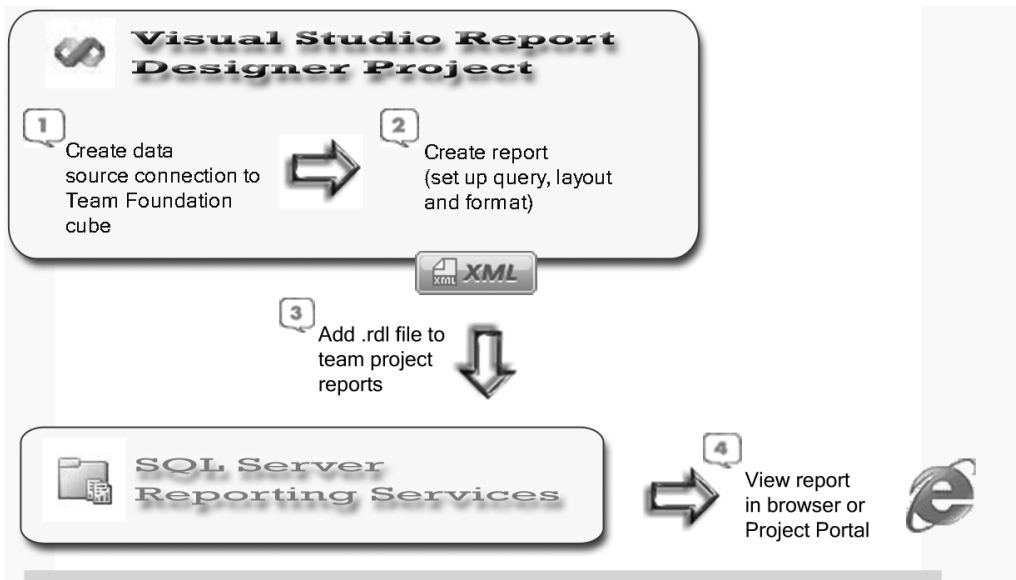 Visual Studio Report
Designer Project
1
Create data
source connection to
Team Foundation
cube
2
Create report
(set up query, layout
and format)
XML XML
3
Add .rdl file to
team project
reports
SQL Server
Reporting Services
4
View report
in browser or
Project Portal